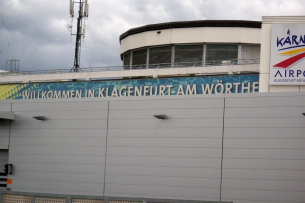 WILLKOMMEN IN KLAGENFURT AM WÖRTHE
KÄRN
AIRPO